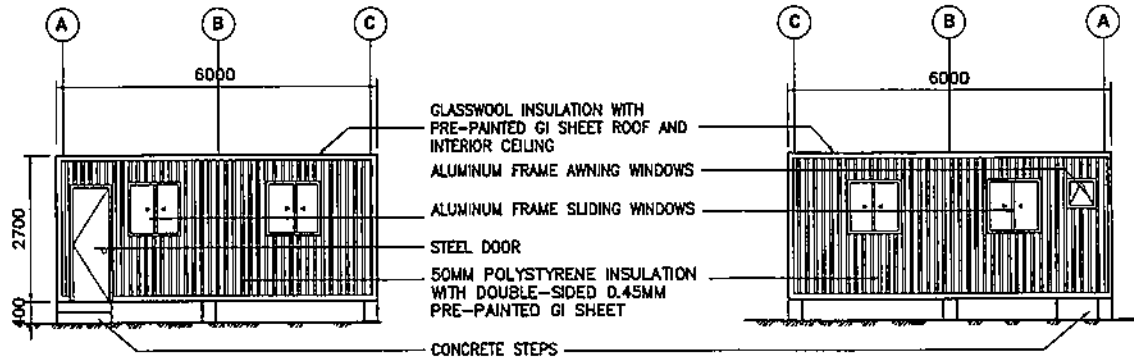 A
B
C
C
B
A
6000
6000
GLASSWOOL INSULATION WITH
PRE-PAINTED GI SHEET ROOF AND
INTERIOR CEILING
ALUMINUM FRAME AWNING WINDOWS
ALUMINUM FRAME SLIDING WINDOWS
STEEL DOOR
50MM POLYSTYRENE INSULATION
WITH DOUBLE-SIDED 0.45MM
PRE-PAINTED GI SHEET
CONCRETE STEPS
2700
400